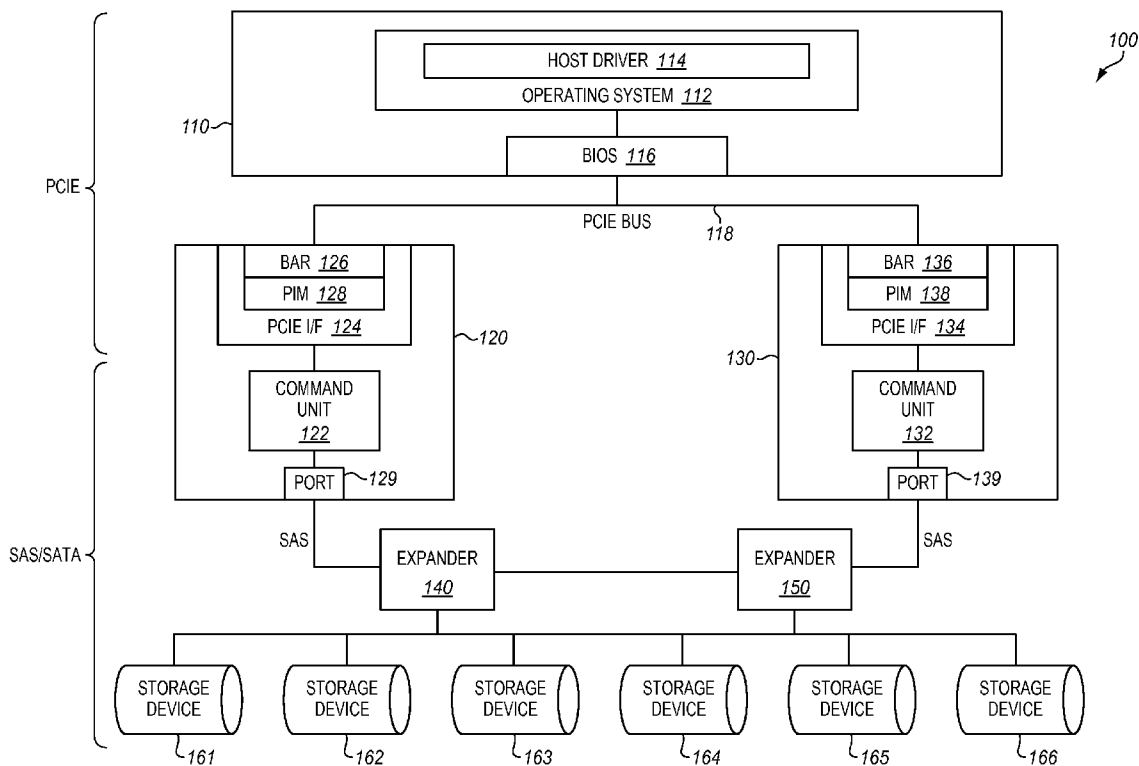 100
HOST DRIVER 114
OPERATING SYSTEM 112
110
BIOS 116
PCIE
PCIE BUS
118
BAR 126
PIM 128
PCIE I/F 124
120
COMMAND
UNIT
122
PORT
129
BAR 136
PIM 138
PCIE I/F 134
130
COMMAND
UNIT
132
PORT
139
SAS/SATA
SAS
EXPANDER
140
EXPANDER
150
SAS
STORAGE
DEVICE
161
STORAGE
DEVICE
162
STORAGE
DEVICE
163
STORAGE
DEVICE
164
STORAGE
DEVICE
165
STORAGE
DEVICE
166